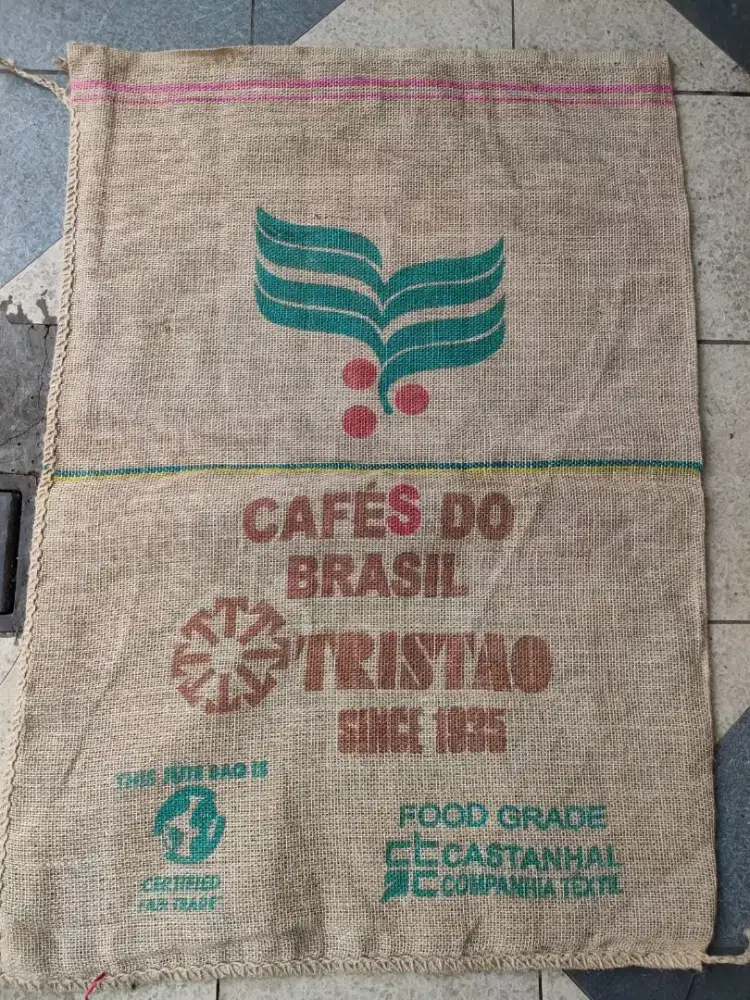 CAFÉS DO
BRASIL
TRISTAO
SINCE 1935
THIS JUTE BAG IS
CERTIFIED
FAIR TRADE
FOOD GRADE
CASTANHAL
COMPANHIA TEXTIL